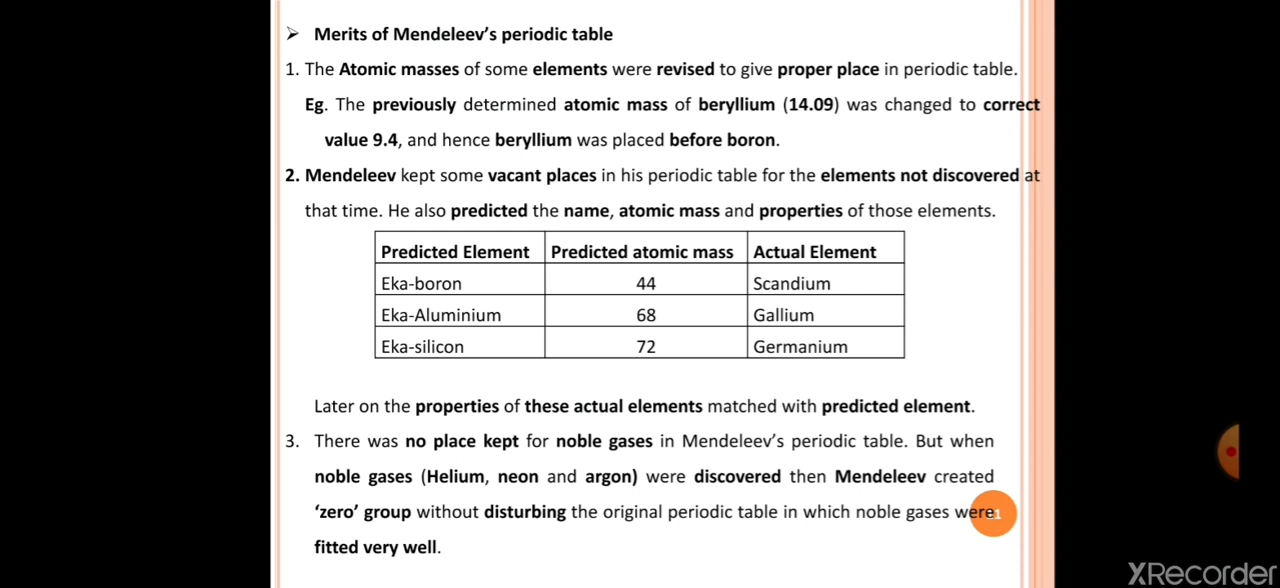 ➢ Merits of Mendeleev's periodic table
1. The Atomic masses of some elements were revised to give proper place in periodic table.
Eg. The previously determined atomic mass of beryllium (14.09) was changed to correct
value 9.4, and hence beryllium was placed before boron.
2. Mendeleev kept some vacant places in his periodic table for the elements not discovered at
that time. He also predicted the name, atomic mass and properties of those elements.
Predicted Element Predicted atomic mass Actual Element
Eka-boron 44 Scandium
Eka-Aluminium 68 Gallium
Eka-silicon 72 Germanium
Later on the properties of these actual elements matched with predicted element.
3. There was no place kept for noble gases in Mendeleev's periodic table. But when
noble gases (Helium, neon and argon) were discovered then Mendeleev created
'zero' group without disturbing the original periodic table in which noble gases were
fitted very well.
XRecorder